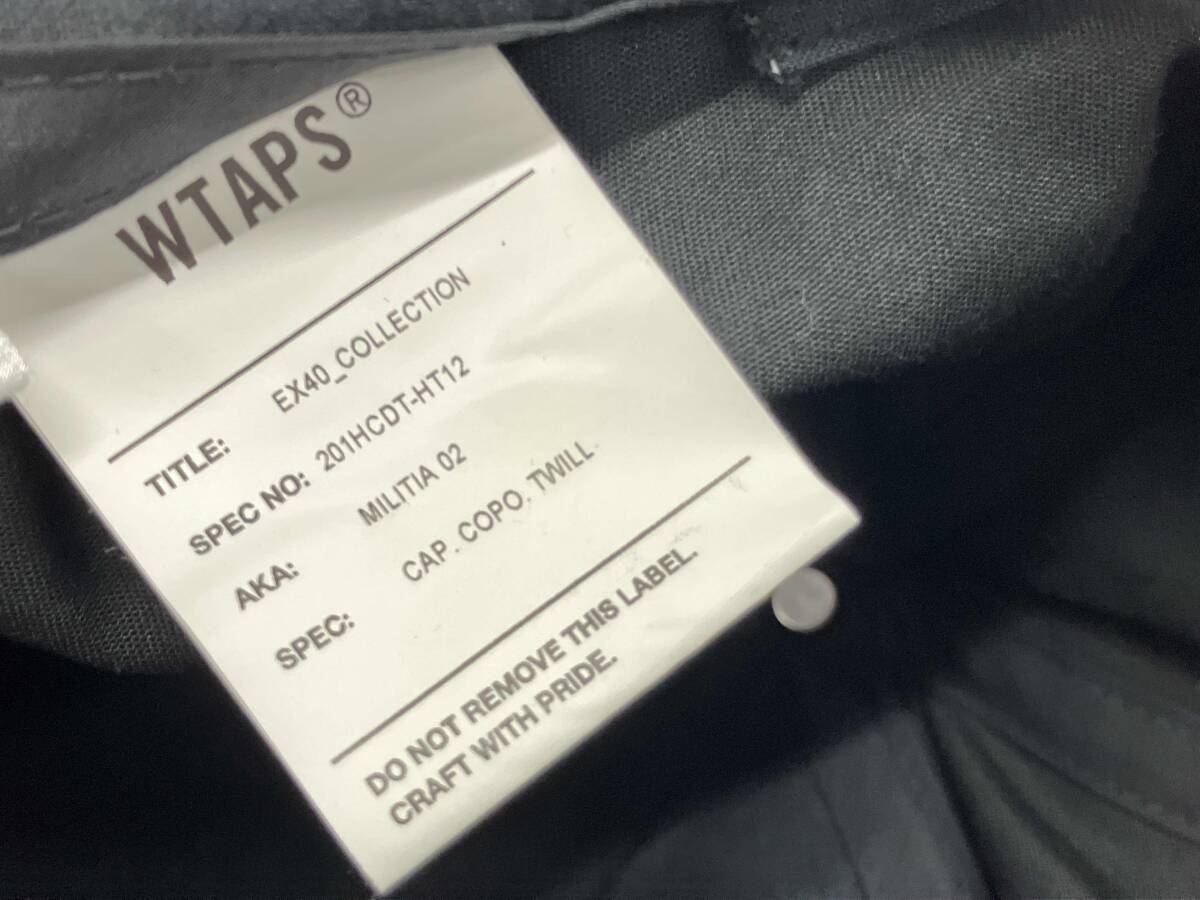 WTAPS®
TITLE: EX40_COLLECTION
SPEC NO: 201HCDT-HT12
AKA: MILITIA 02
SPEC: CAP. COPO. TWILL
DO NOT REMOVE THIS LABEL.
CRAFT WITH PRIDE.